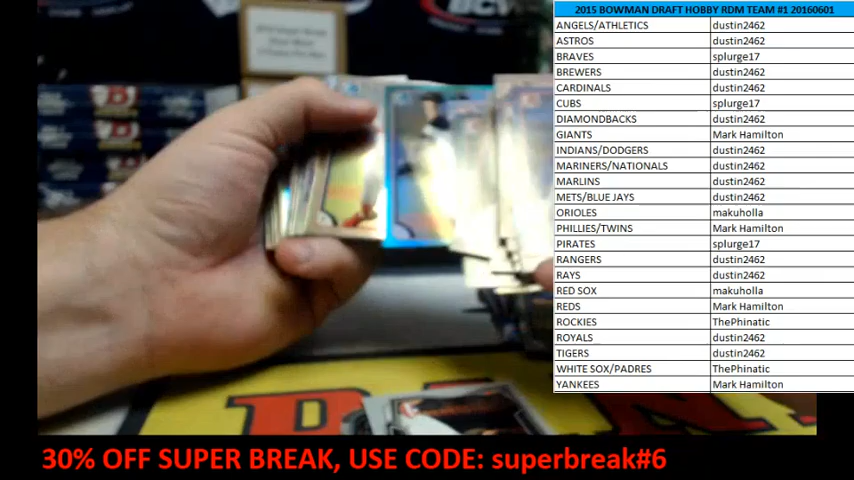 2015 BOWMAN DRAFT HOBBY RDM TEAM #1 20160601
ANGELS/ATHLETICS dustin2462
ASTROS dustin2462
BRAVES splurge17
BREWERS dustin2462
CARDINALS dustin2462
CUBS splurge17
DIAMONDBACKS dustin2462
GIANTS Mark Hamilton
INDIANS/DODGERS dustin2462
MARINERS/NATIONALS dustin2462
MARLINS dustin2462
METS/BLUE JAYS dustin2462
ORIOLES makuholla
PHILLIES/TWINS Mark Hamilton
PIRATES splurge17
RANGERS dustin2462
RAYS dustin2462
RED SOX makuholla
REDS Mark Hamilton
ROCKIES ThePhinatic
ROYALS dustin2462
TIGERS dustin2462
WHITE SOX/PADRES ThePhinatic
YANKEES Mark Hamilton
30% OFF SUPER BREAK, USE CODE: superbreak#6